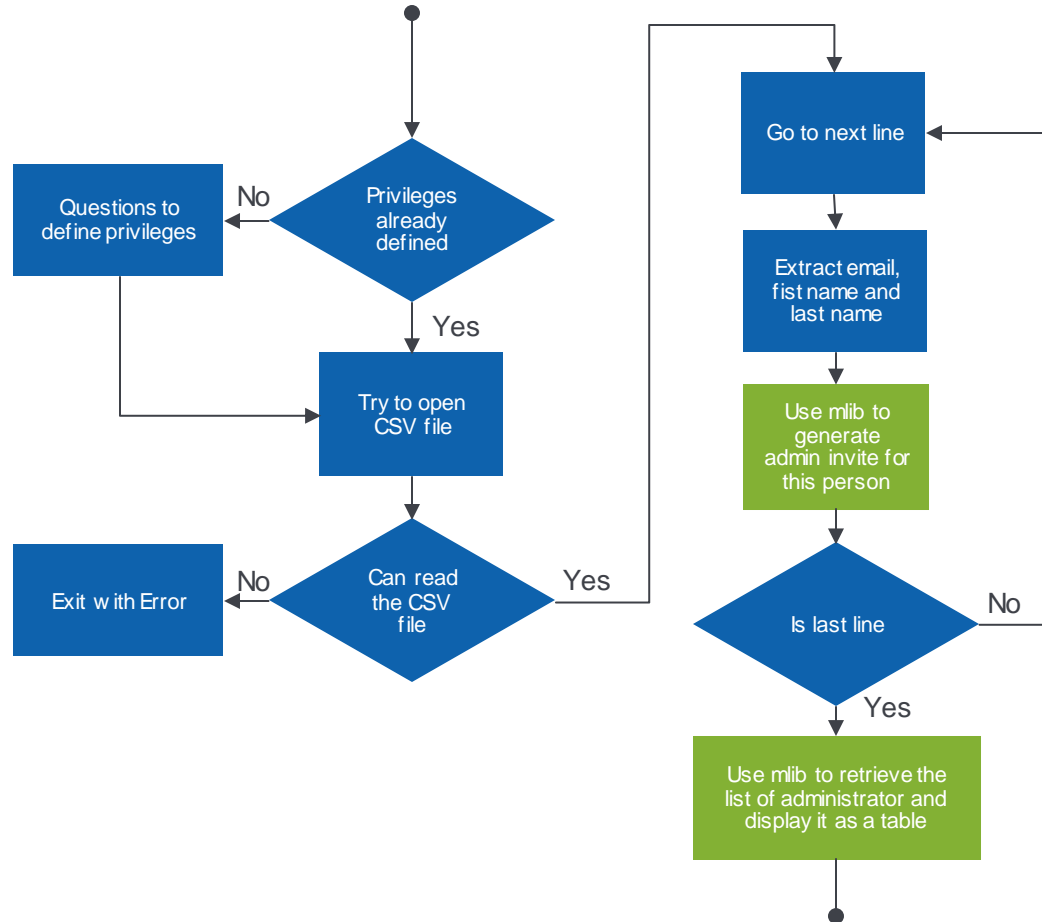 Privileges
already
defined
No
Questions to
define privileges
Yes
Try to open
CSV file
Can read
the CSV
file
No
Exit with Error
Yes
Go to next line
Extract email,
fist name and
last name
Use mlib to
generate
admin invite for
this person
Is last line
No
Yes
Use mlib to retrieve the
list of administrator and
display it as a table